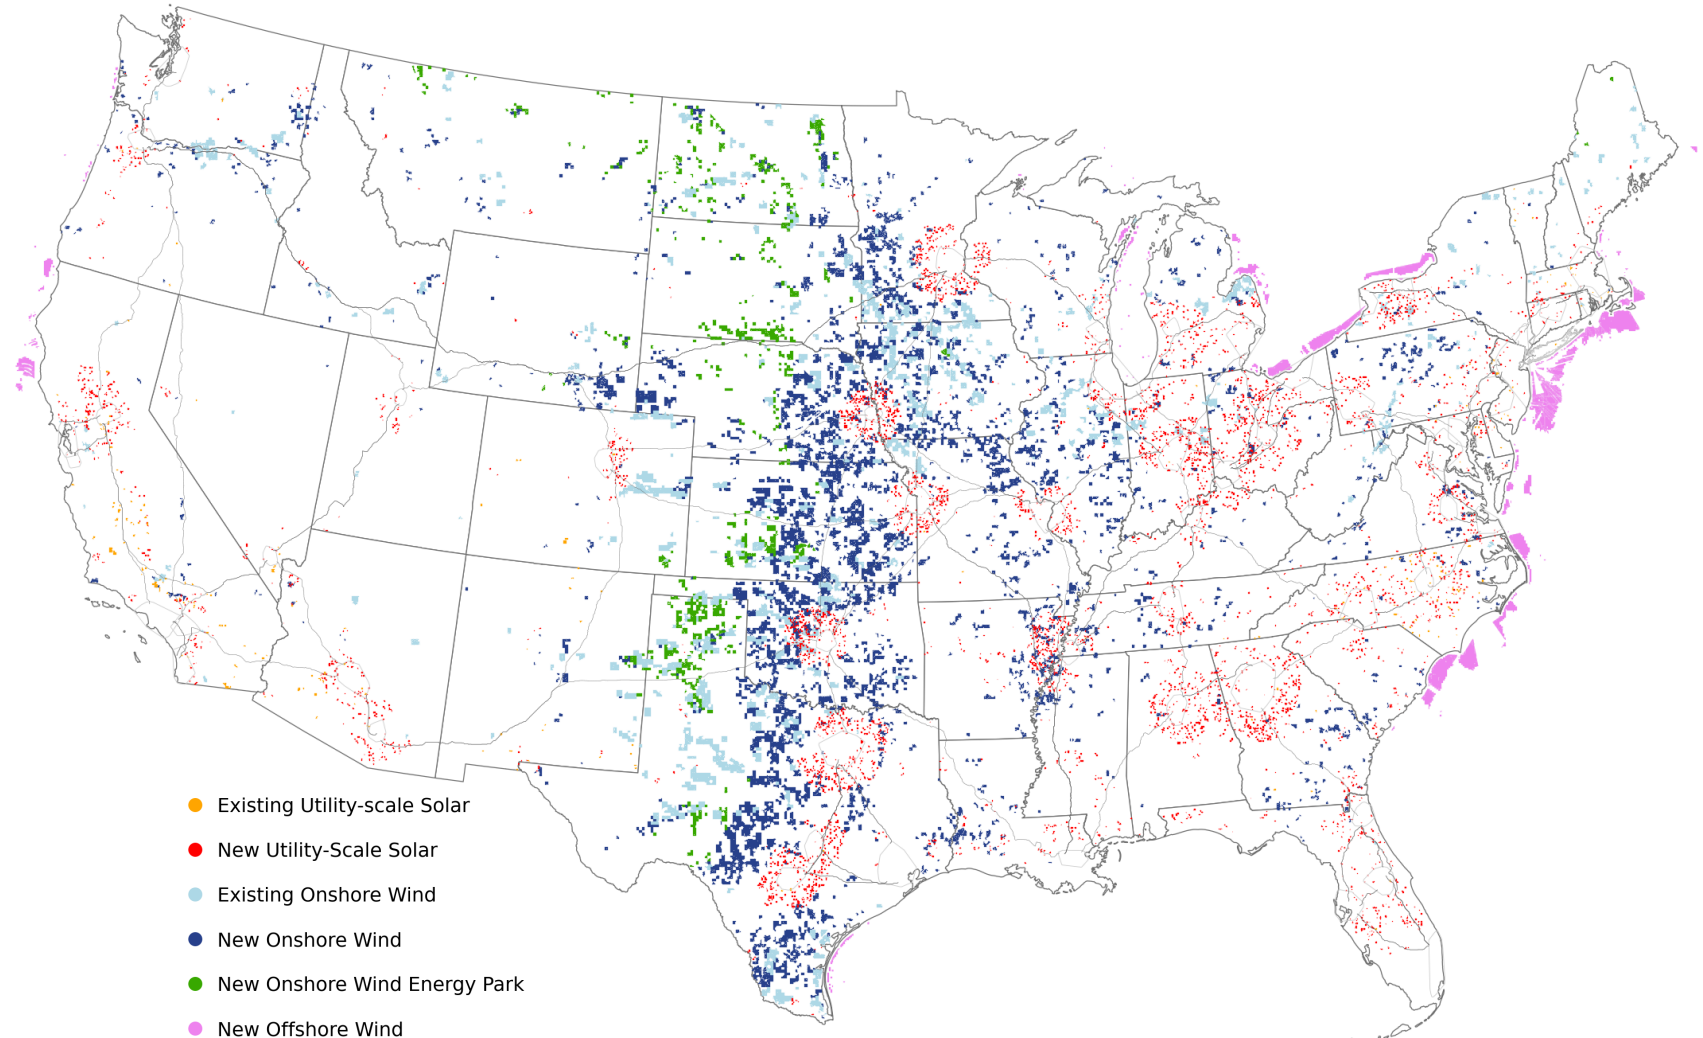 Existing Utility-scale Solar
New Utility-Scale Solar
Existing Onshore Wind
New Onshore Wind
New Onshore Wind Energy Park
New Offshore Wind